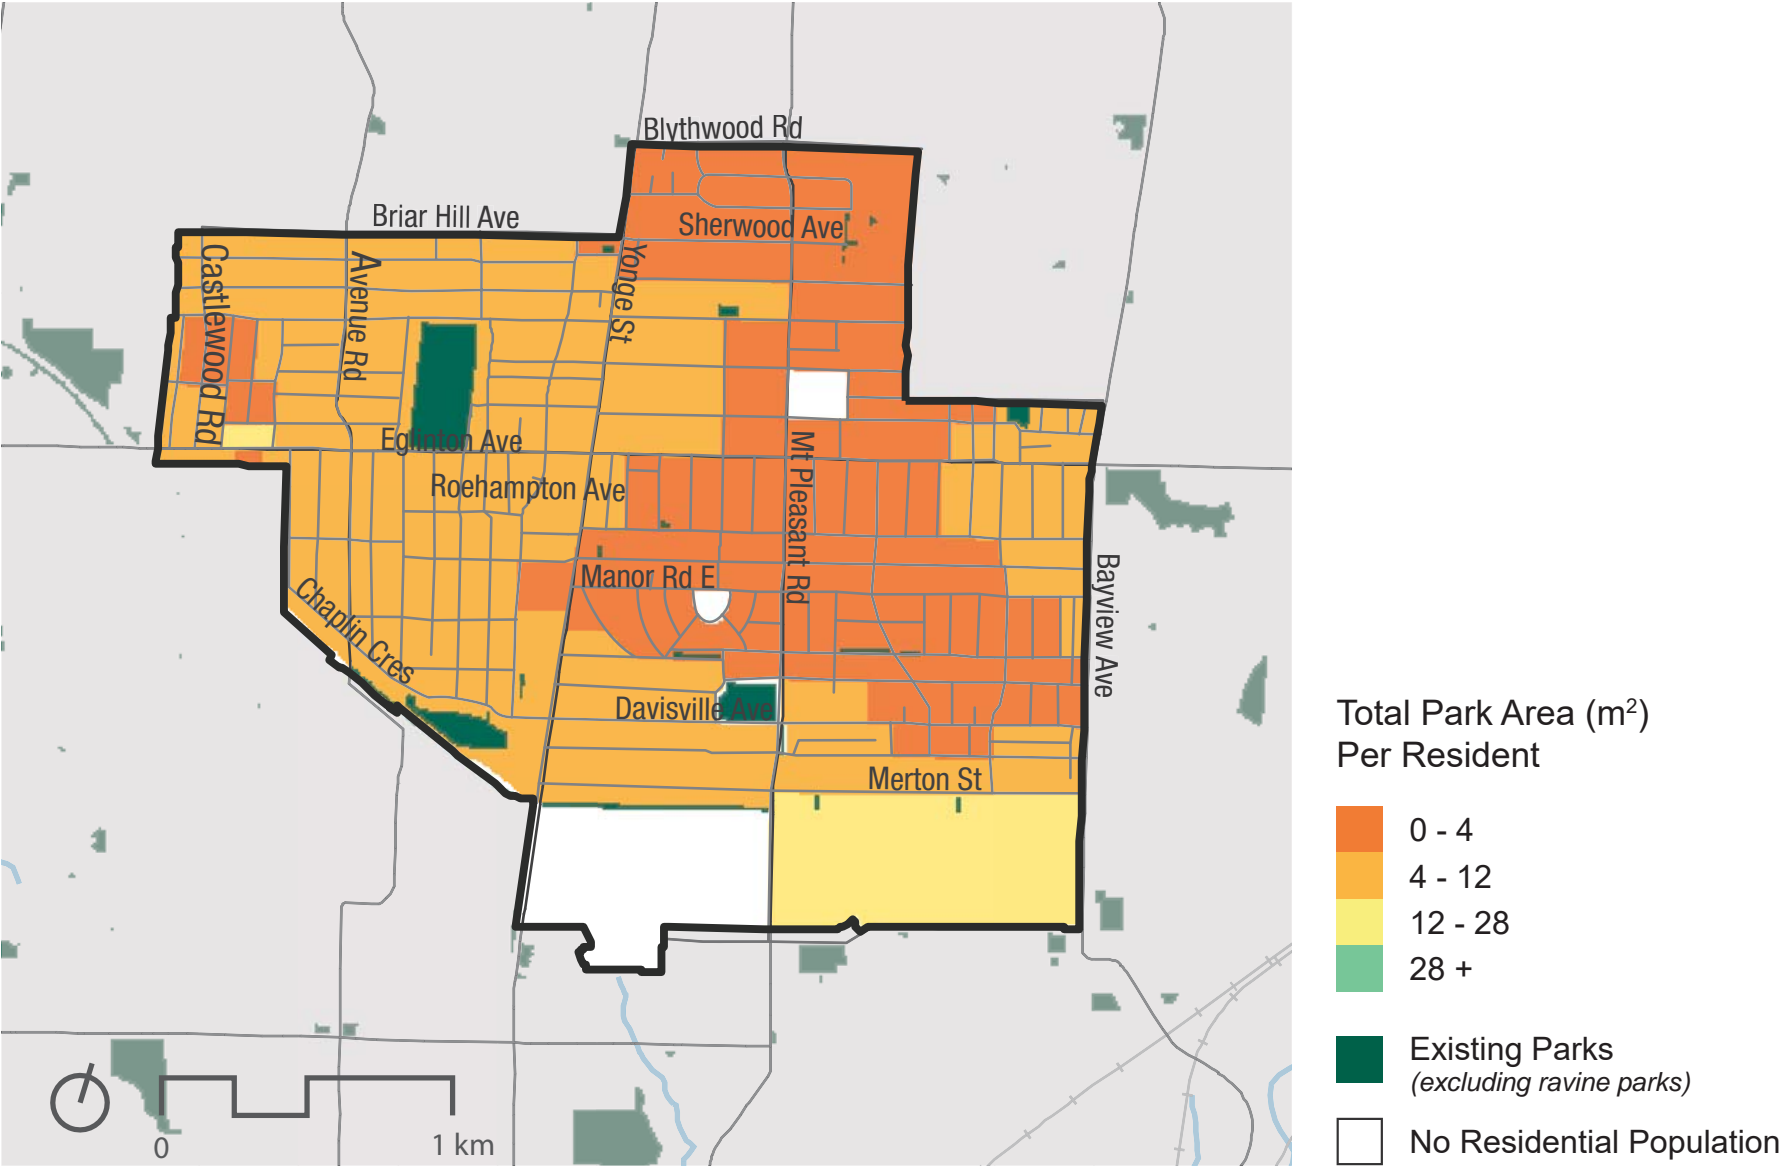 Blythwood Rd
Briar Hill Ave
Sherwood Ave
Castlewood Rd
Avenue Rd
Yonge St
Eglinton Ave
Roehampton Ave
Mt Pleasant Rd
Manor Rd E
Bayview Ave
Chaplin Cres
Davisville Ave
Merton St
Total Park Area (m²)
Per Resident
0 - 4
4 - 12
12 - 28
28 +
Existing Parks
(excluding ravine parks)
No Residential Population
0
1 km